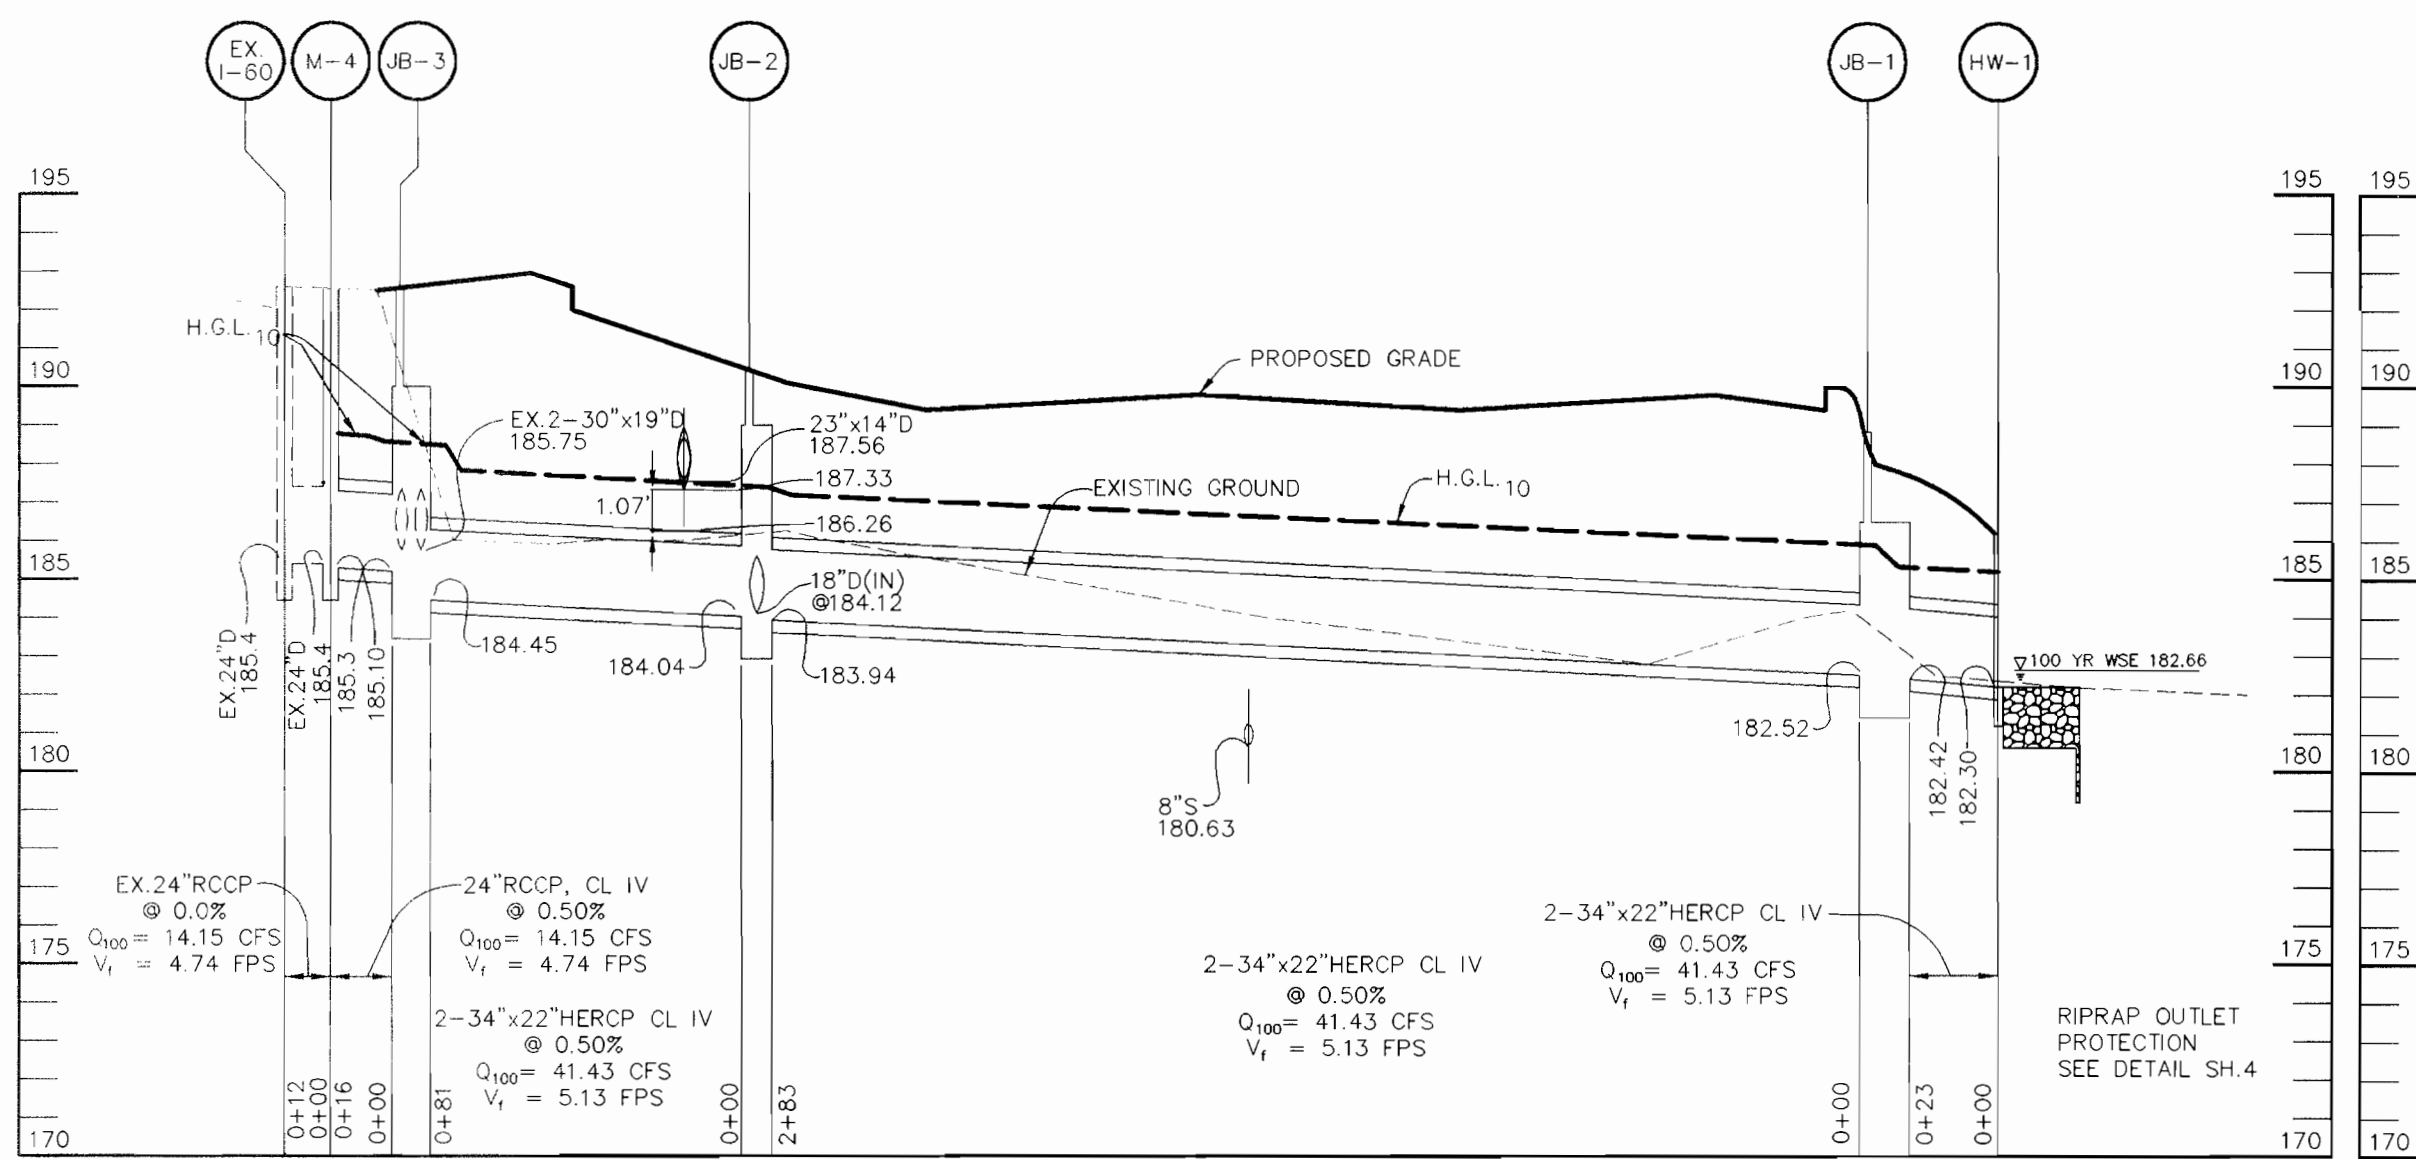 EX.
I-60
M-4
JB-3
JB-2
JB-1
HW-1
195
195
195
H.G.L.10
190
190
190
PROPOSED GRADE
EX.2-30"x19"D
185.75
23"x14"D
187.56
187.33
1.07'
186.26
EXISTING GROUND
H.G.L.10
185
185
185
18"D(IN)
@184.12
184.45
184.04
183.94
EX.24"D
185.4
EX.24"D
185.4
185.3
185.10
100 YR WSE 182.66
182.52
182.42
182.30
180
180
180
8"S
180.63
EX.24"RCCP
@ 0.0%
Q100= 14.15 CFS
Vf = 4.74 FPS
24"RCCP, CL IV
@ 0.50%
Q100= 14.15 CFS
Vf = 4.74 FPS
2-34"x22"HERCP CL IV
@ 0.50%
Q100= 41.43 CFS
Vf = 5.13 FPS
2-34"x22"HERCP CL IV
@ 0.50%
Q100= 41.43 CFS
Vf = 5.13 FPS
2-34"x22"HERCP CL IV
@ 0.50%
Q100= 41.43 CFS
Vf = 5.13 FPS
175
175
175
RIPRAP OUTLET
PROTECTION
SEE DETAIL SH.4
0+12
0+00
0+16
0+00
0+81
0+00
2+83
0+00
0+23
0+00
170
170
170